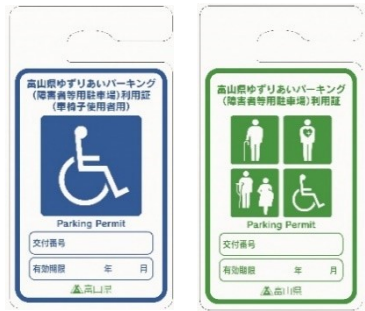 富山県ゆずりあいパーキング
(障害者等用駐車場)利用証
(車椅子使用者用)
Parking Permit
交付番号
有効期限 年 月
富山県
富山県ゆずりあいパーキング
(障害者等用駐車場)利用証
Parking Permit
交付番号
有効期限 年 月
富山県